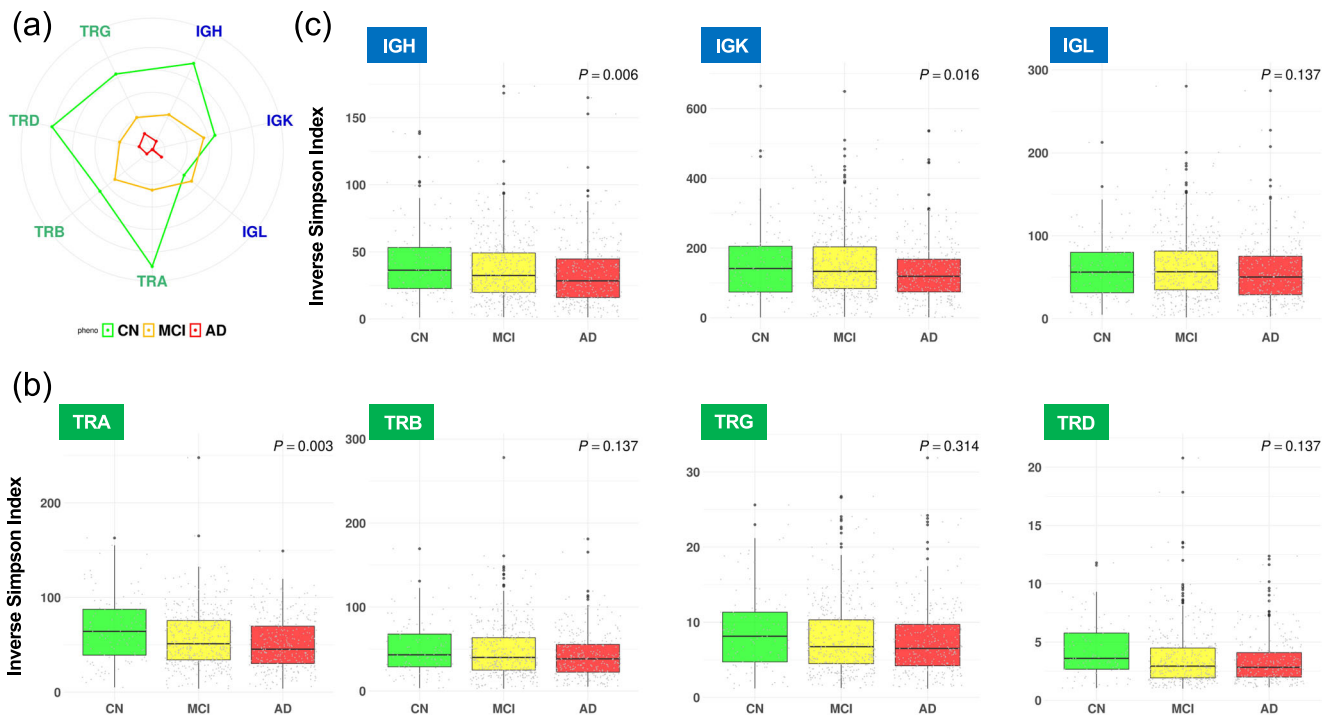 (a)
TRG
IGH
TRD
IGK
TRB
IGL
TRA
pheno CN MCI AD
(c)
Inverse Simpson Index
IGH
P = 0.006
150
100
50
0
CN MCI AD
IGK
P = 0.016
600
400
200
0
CN MCI AD
IGL
P = 0.137
300
200
100
0
CN MCI AD
(b)
Inverse Simpson Index
TRA
P = 0.003
200
100
0
CN MCI AD
TRB
P = 0.137
300
200
100
0
CN MCI AD
TRG
P = 0.314
30
20
10
0
CN MCI AD
TRD
P = 0.137
20
15
10
5
0
CN MCI AD